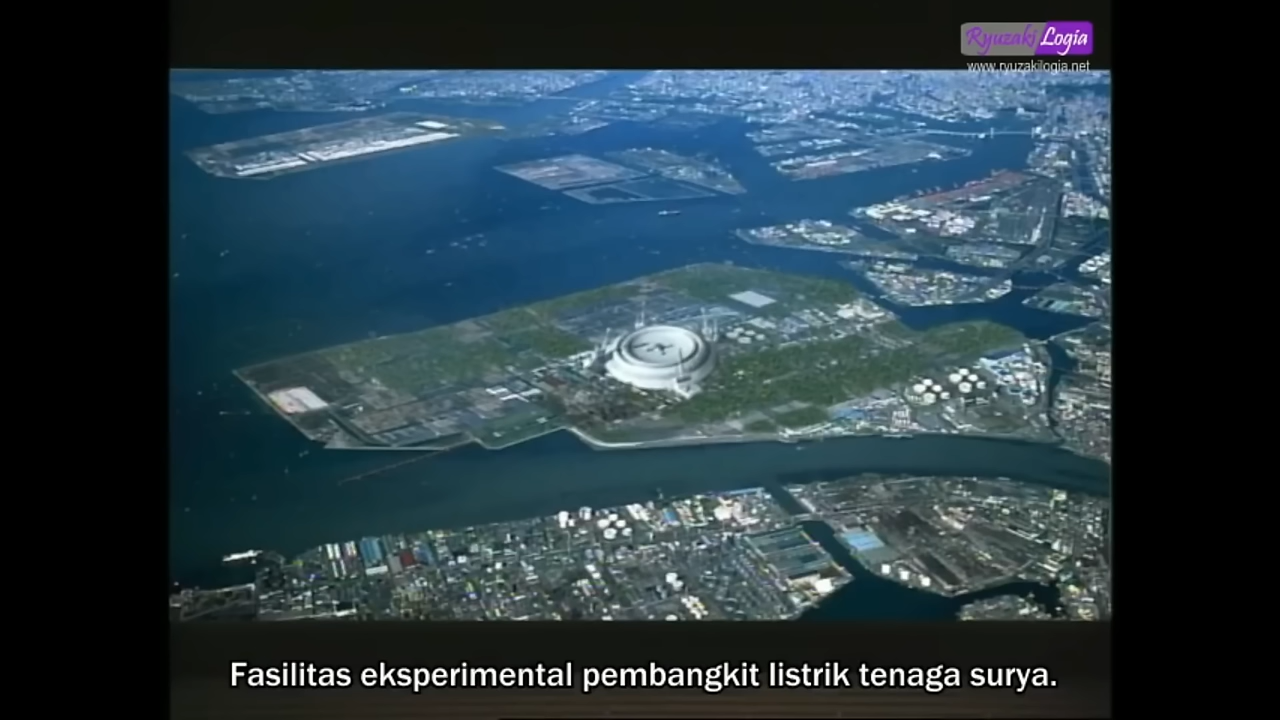 Ryuzaki Logia
www.ryuzakilogia.net
Fasilitas eksperimental pembangkit listrik tenaga surya.